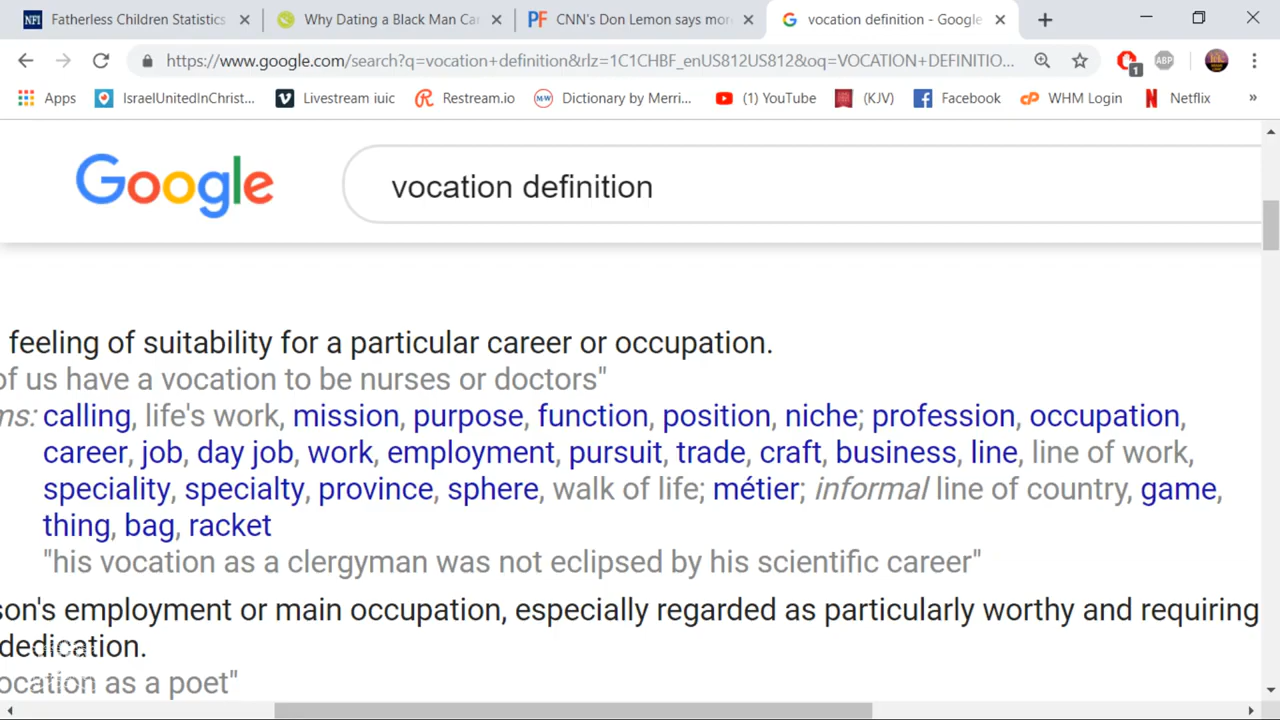 NFI Fatherless Children Statistics
Why Dating a Black Man Ca
PF CNN's Don Lemon says mor
vocation definition - Google
https://www.google.com/search?q=vocation+definition&rlz=1C1CHBF_enUS812US812&oq=VOCATION+DEFINITIO...
1
ABP
Apps
IsraelUnitedInChrist...
Livestream iuic
Restream.io
Dictionary by Merri...
(1) YouTube
(KJV)
Facebook
WHM Login
Netflix
»
Google
vocation definition
feeling of suitability for a particular career or occupation.
of us have a vocation to be nurses or doctors"
ms: calling, life's work, mission, purpose, function, position, niche; profession, occupation,
career, job, day job, work, employment, pursuit, trade, craft, business, line, line of work,
speciality, specialty, province, sphere, walk of life; métier; informal line of country, game,
thing, bag, racket
"his vocation as a clergyman was not eclipsed by his scientific career"
son's employment or main occupation, especially regarded as particularly worthy and requiring
dedication.
ocation as a poet"